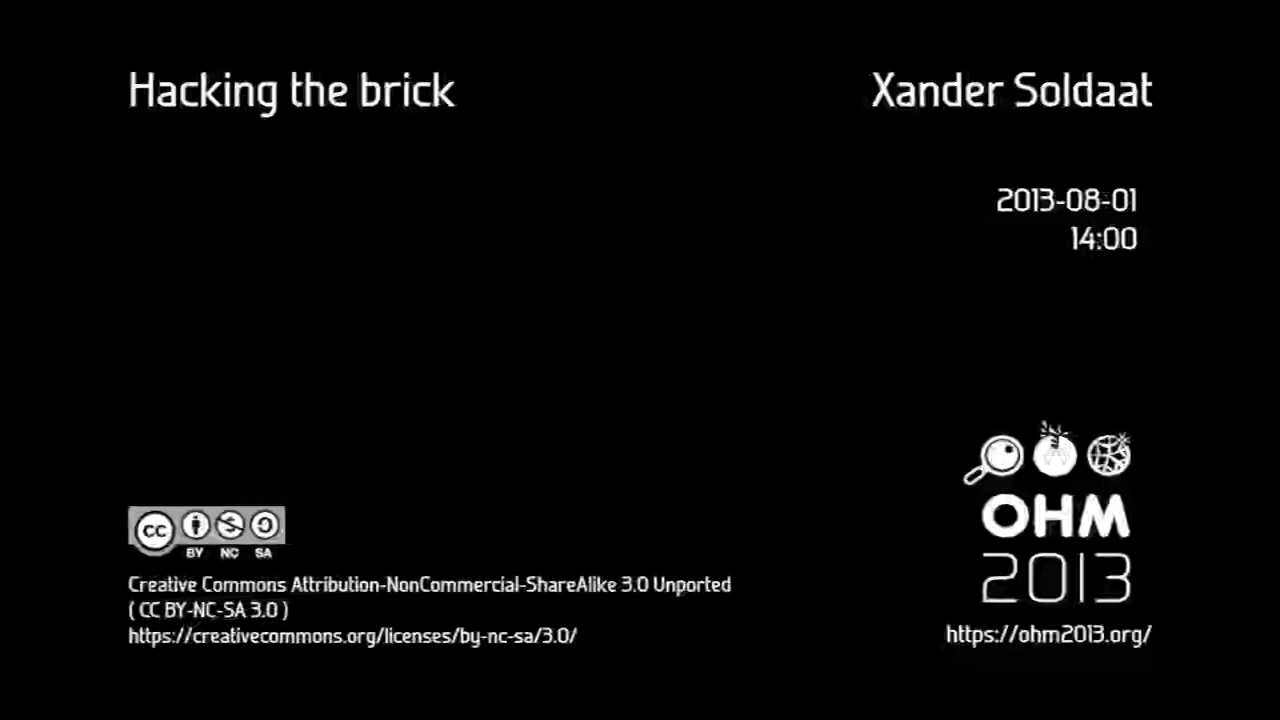 Hacking the brick
Xander Soldaat
2013-08-01
14:00
OHM
2013
https://ohm2013.org/
CC BY NC SA
Creative Commons Attribution-NonCommercial-ShareAlike 3.0 Unported
( CC BY-NC-SA 3.0 )
https://creativecommons.org/licenses/by-nc-sa/3.0/